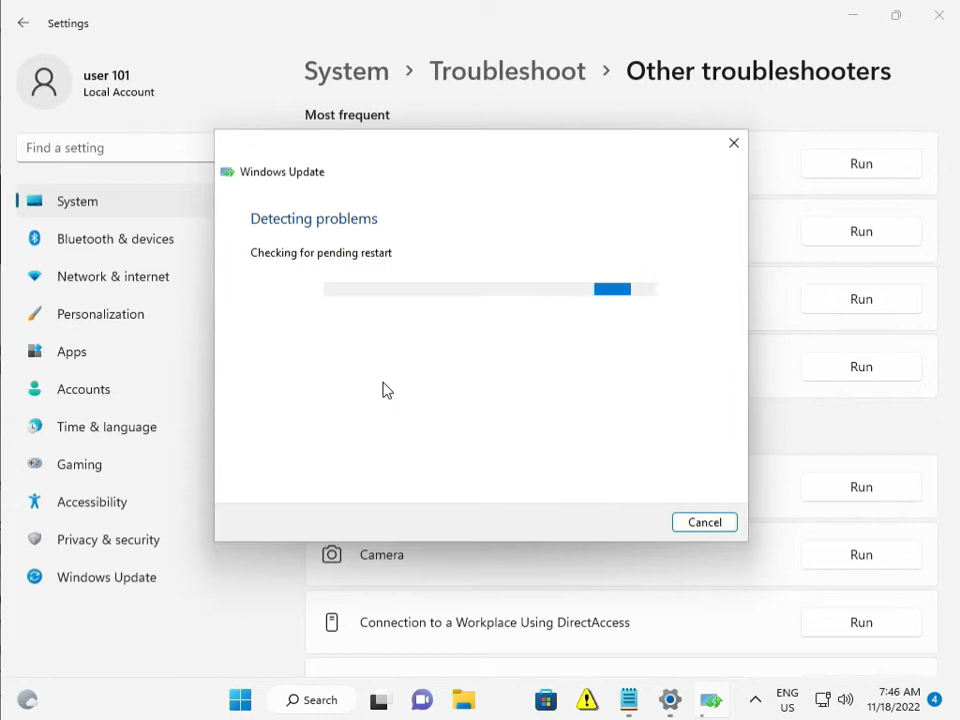 Settings
user 101
Local Account
Find a setting
System
Bluetooth & devices
Network & internet
Personalization
Apps
Accounts
Time & language
Gaming
Accessibility
Privacy & security
Windows Update
System > Troubleshoot > Other troubleshooters
Most frequent
Run
Run
Run
Run
Run
Camera
Run
Connection to a Workplace Using DirectAccess
Run
Windows Update
Detecting problems
Checking for pending restart
Cancel
Search
ENG
US
7:46 AM
11/18/2022
4